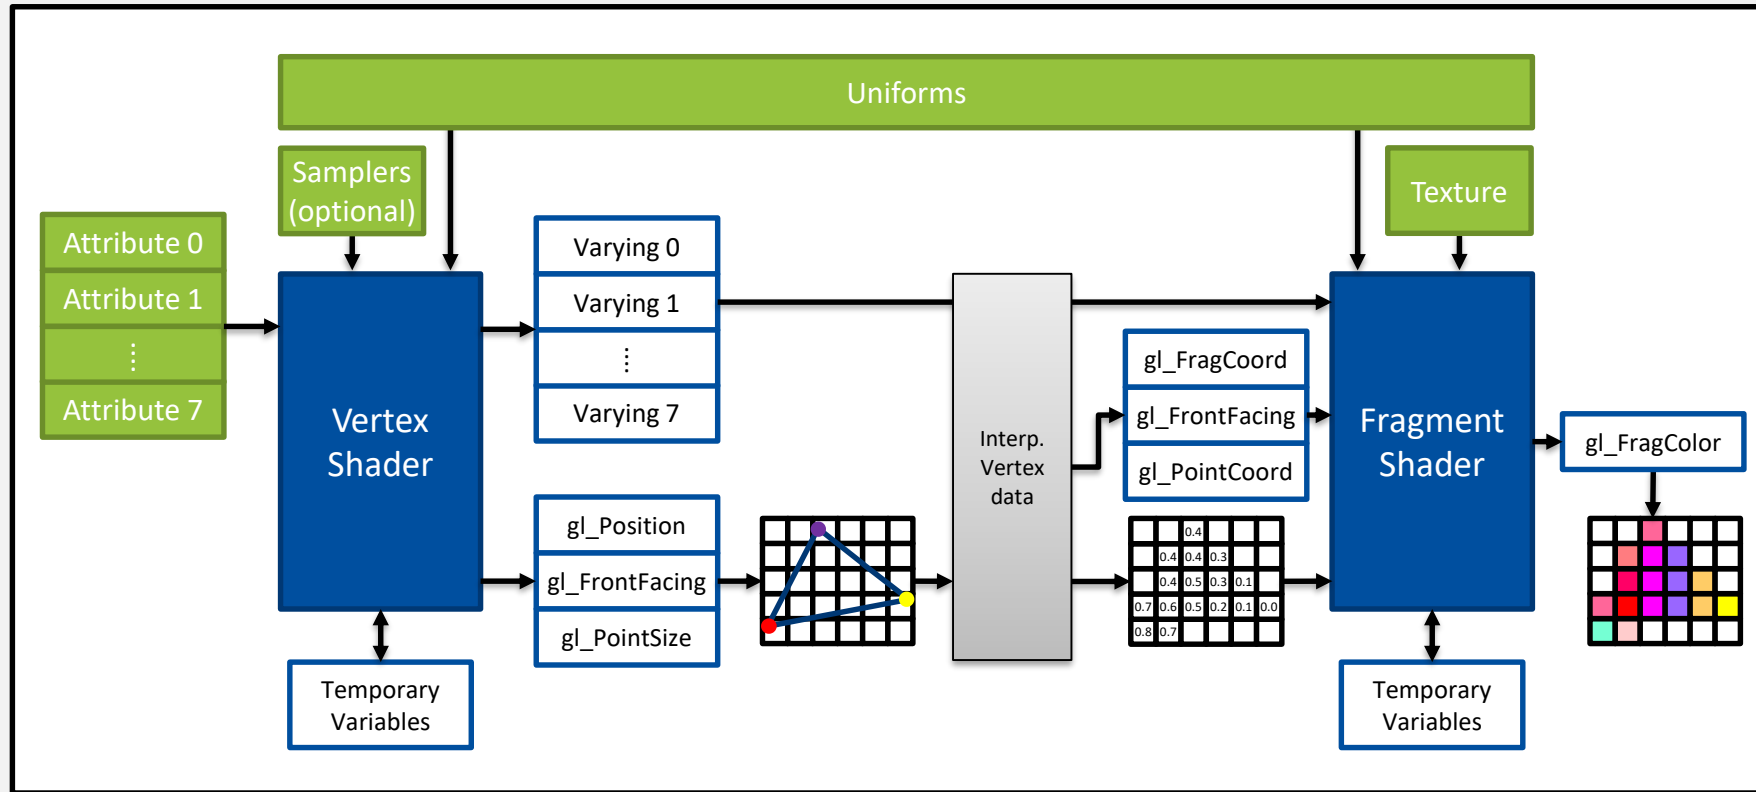 Uniforms
Samplers
(optional)
Texture
Attribute 0
Attribute 1
⋮
Attribute 7
Vertex
Shader
Varying 0
Varying 1
⋮
Varying 7
gl_Position
gl_FrontFacing
gl_PointSize
Temporary
Variables
Interp.
Vertex
data
gl_FragCoord
gl_FrontFacing
gl_PointCoord
0.4
0.4 0.4 0.3
0.4 0.5 0.3 0.1
0.7 0.6 0.5 0.2 0.1 0.0
0.8 0.7
Fragment
Shader
Temporary
Variables
gl_FragColor